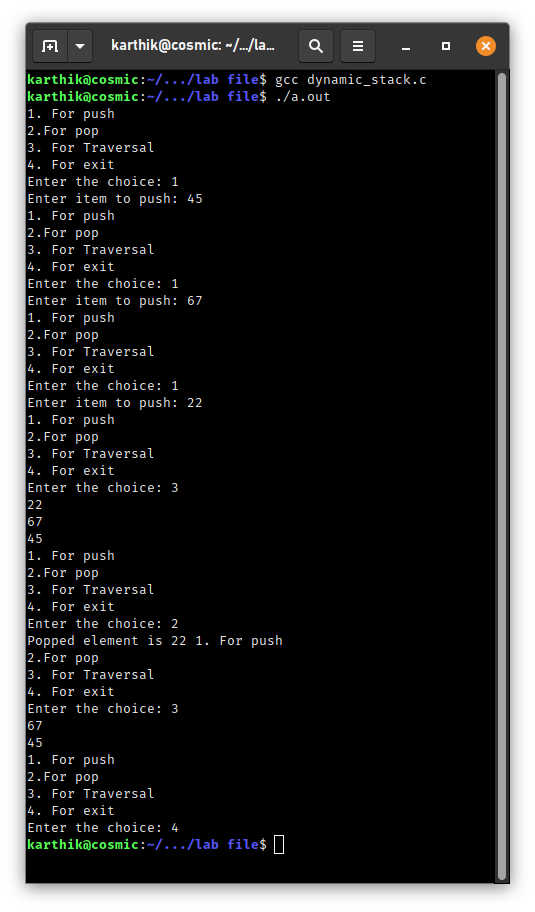 karthik@cosmic: ~/.../la...
karthik@cosmic:~/.../lab file$ gcc dynamic_stack.c
karthik@cosmic:~/.../lab file$ ./a.out
1. For push
2.For pop
3. For Traversal
4. For exit
Enter the choice: 1
Enter item to push: 45
1. For push
2.For pop
3. For Traversal
4. For exit
Enter the choice: 1
Enter item to push: 67
1. For push
2.For pop
3. For Traversal
4. For exit
Enter the choice: 1
Enter item to push: 22
1. For push
2.For pop
3. For Traversal
4. For exit
Enter the choice: 3
22
67
45
1. For push
2.For pop
3. For Traversal
4. For exit
Enter the choice: 2
Popped element is 22 1. For push
2.For pop
3. For Traversal
4. For exit
Enter the choice: 3
67
45
1. For push
2.For pop
3. For Traversal
4. For exit
Enter the choice: 4
karthik@cosmic:~/.../lab file$